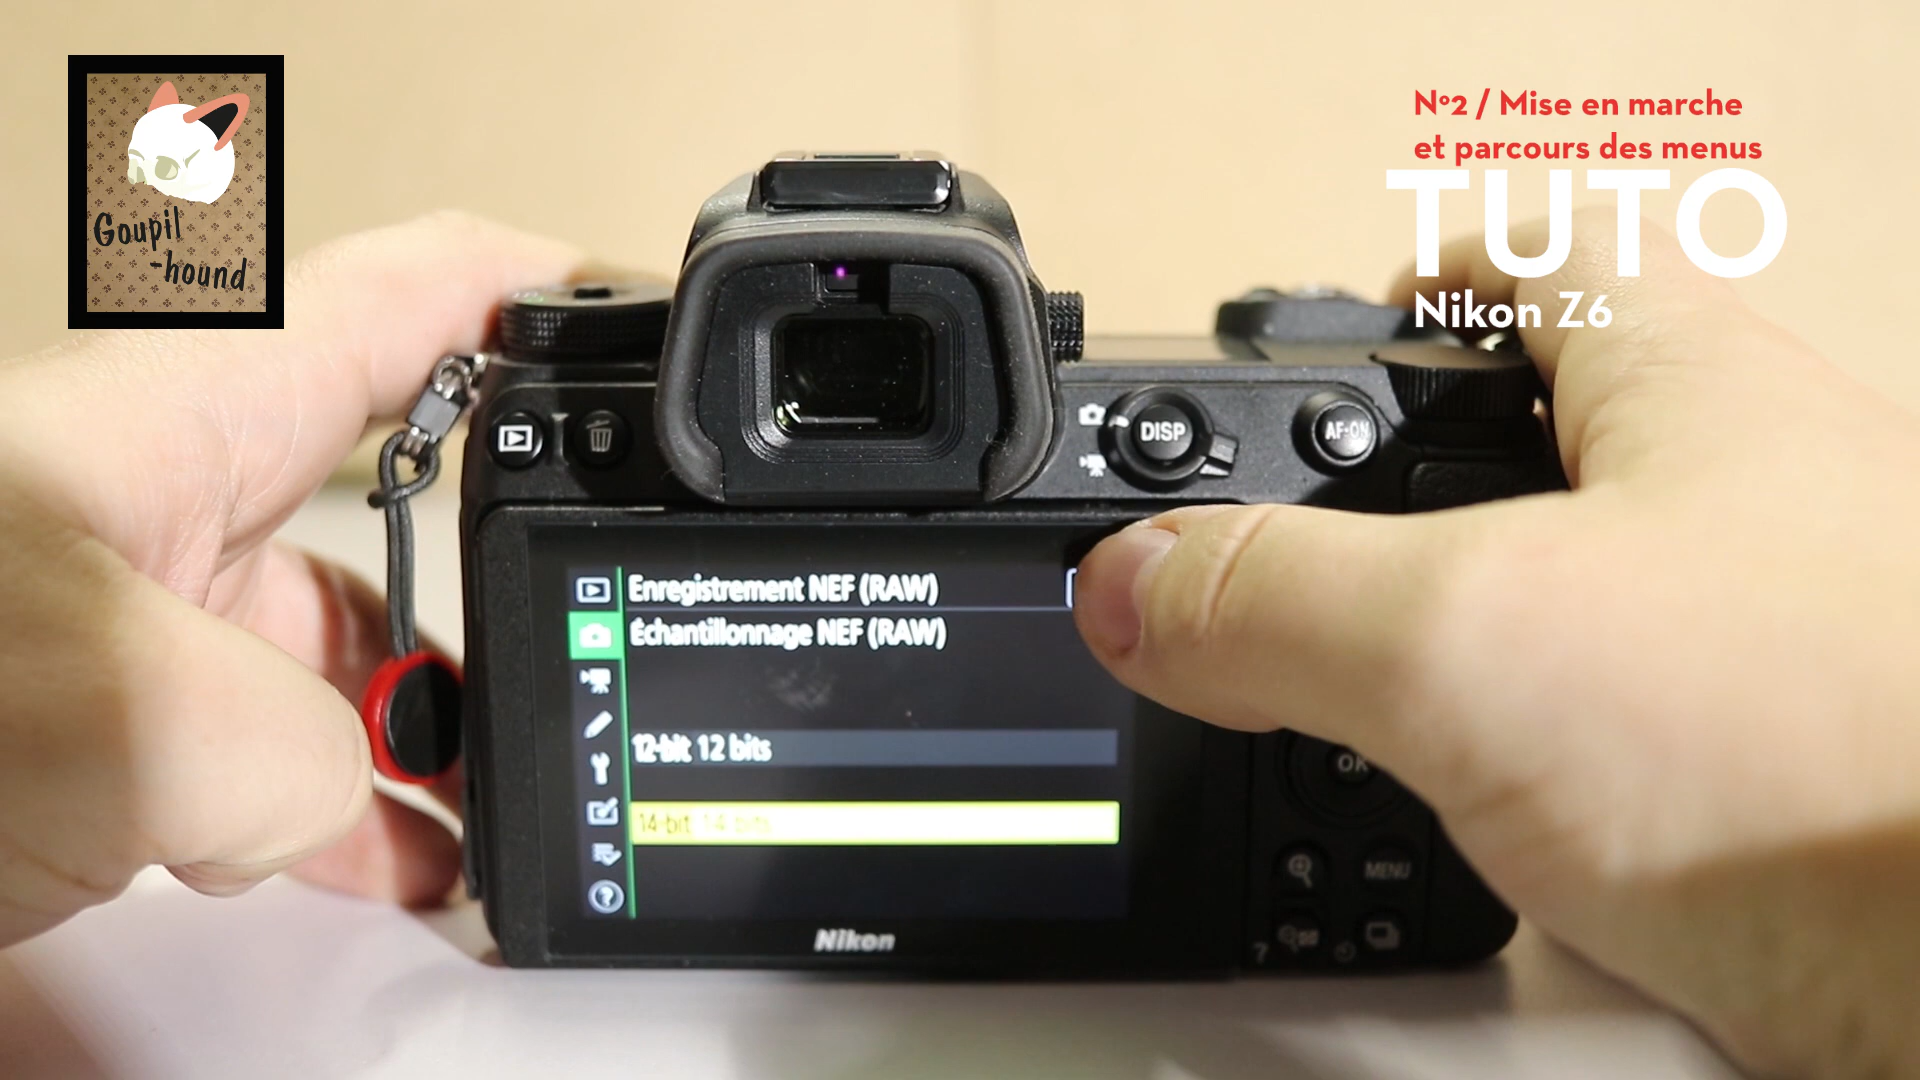 Goupil
-hound
N°2 / Mise en marche
et parcours des menus
TUTO
Nikon Z6
DISP
AF-ON
Enregistrement NEF (RAW)
Échantillonnage NEF (RAW)
12-bit 12 bits
14-bit 14 bits
OK
MENU
?
Nikon